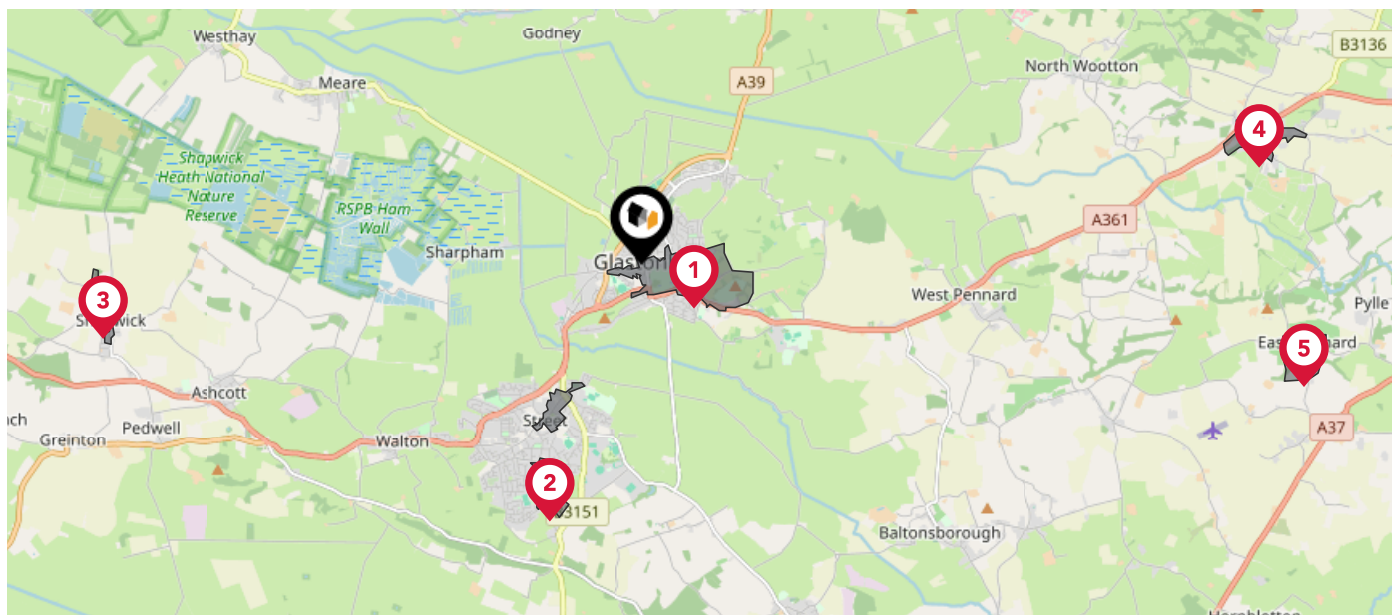 Westhay
Godney
B3136
North Wootton
Meare
A39
4
Shapwick
Heath National
Nature
Reserve
RSPB Ham
Wall
A361
Sharpham
1
West Pennard
3
Pylle
5
Ashcott
Street
A37
Pedwell
Greinton
Walton
2
Baltonsborough